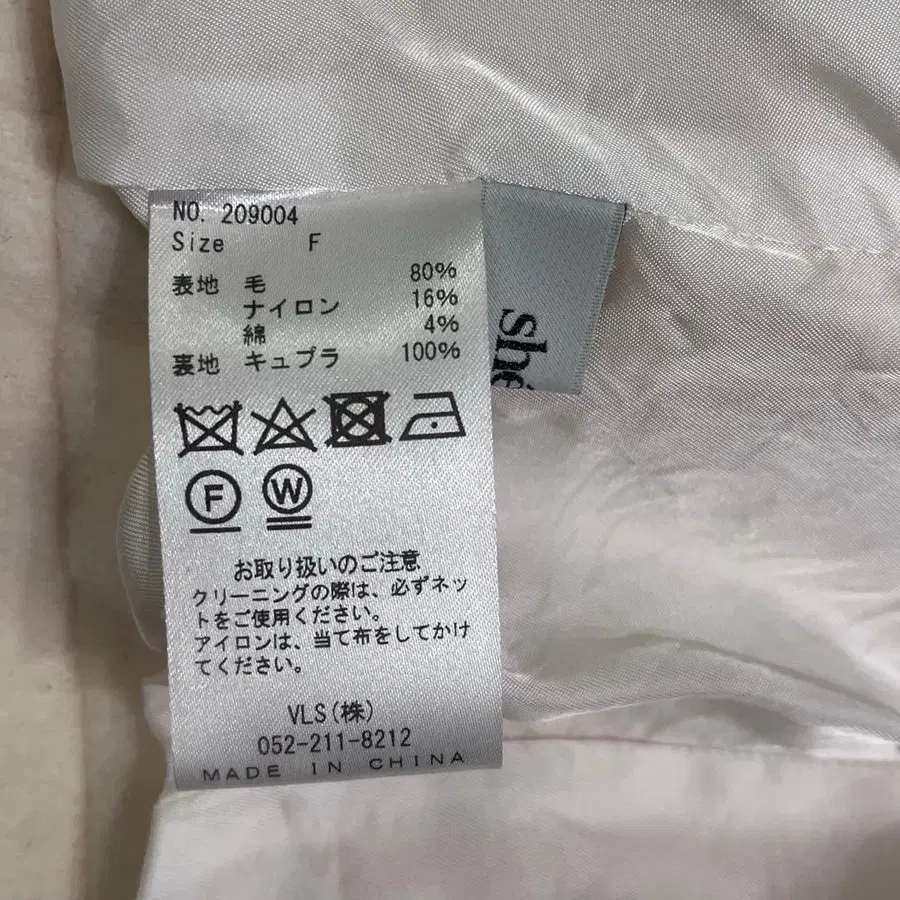 NO. 209004
Size F
表地 毛 80%
ナイロン 16%
綿 4%
裏地 キュプラ 100%
F W
お取り扱いのご注意
クリーニングの際は、必ずネッ
トをご使用ください。
アイロンは、当て布をしてかけ
てください。
VLS(株)
052-211-8212
MADE IN CHINA